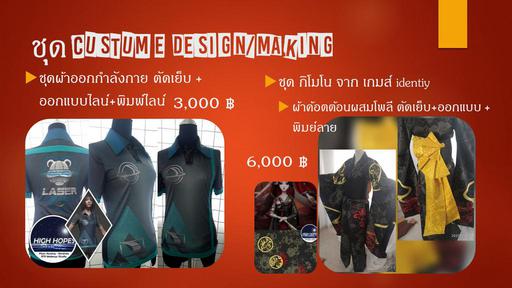 ชุด CUSTUME DESIGN/MAKING
ชุดผ้าออกกำลังกาย ตัดเย็บ +
ออกแบบไลน์+พิมพ์ไลน์ 3,000 ฿
ชุด กิโมโน จาก เกมส์ identiy
ผ้าคัอตต้อนผสมโพลี ตัดเย็บ+ออกแบบ +
พิมย์ลาย
6,000 ฿
LASER
HIGH HOPES